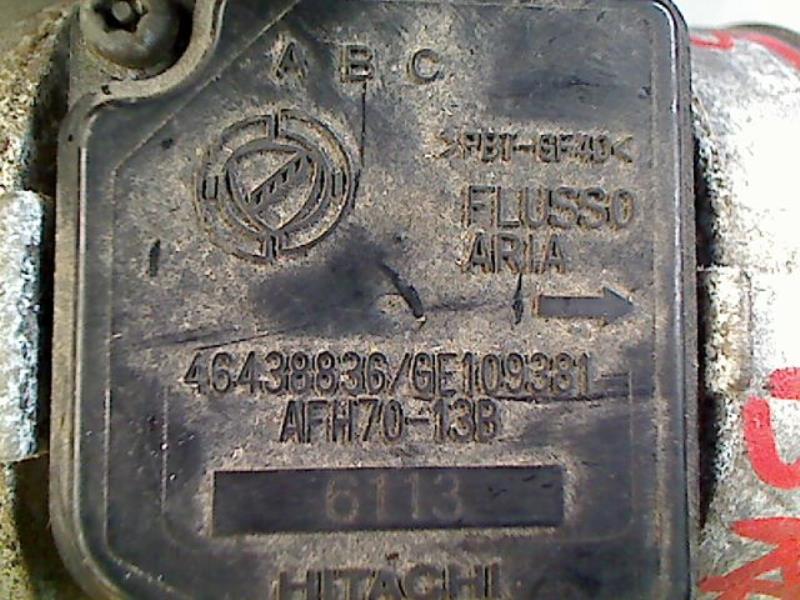 A B C
>PBT-GF40<
FLUSSO
ARIA
46438836/GE109381
AFH70-13B
6113
HITACHI